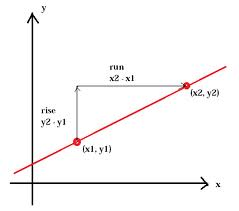 y
run
x2 - x1
(x2, y2)
rise
y2 - y1
(x1, y1)
x